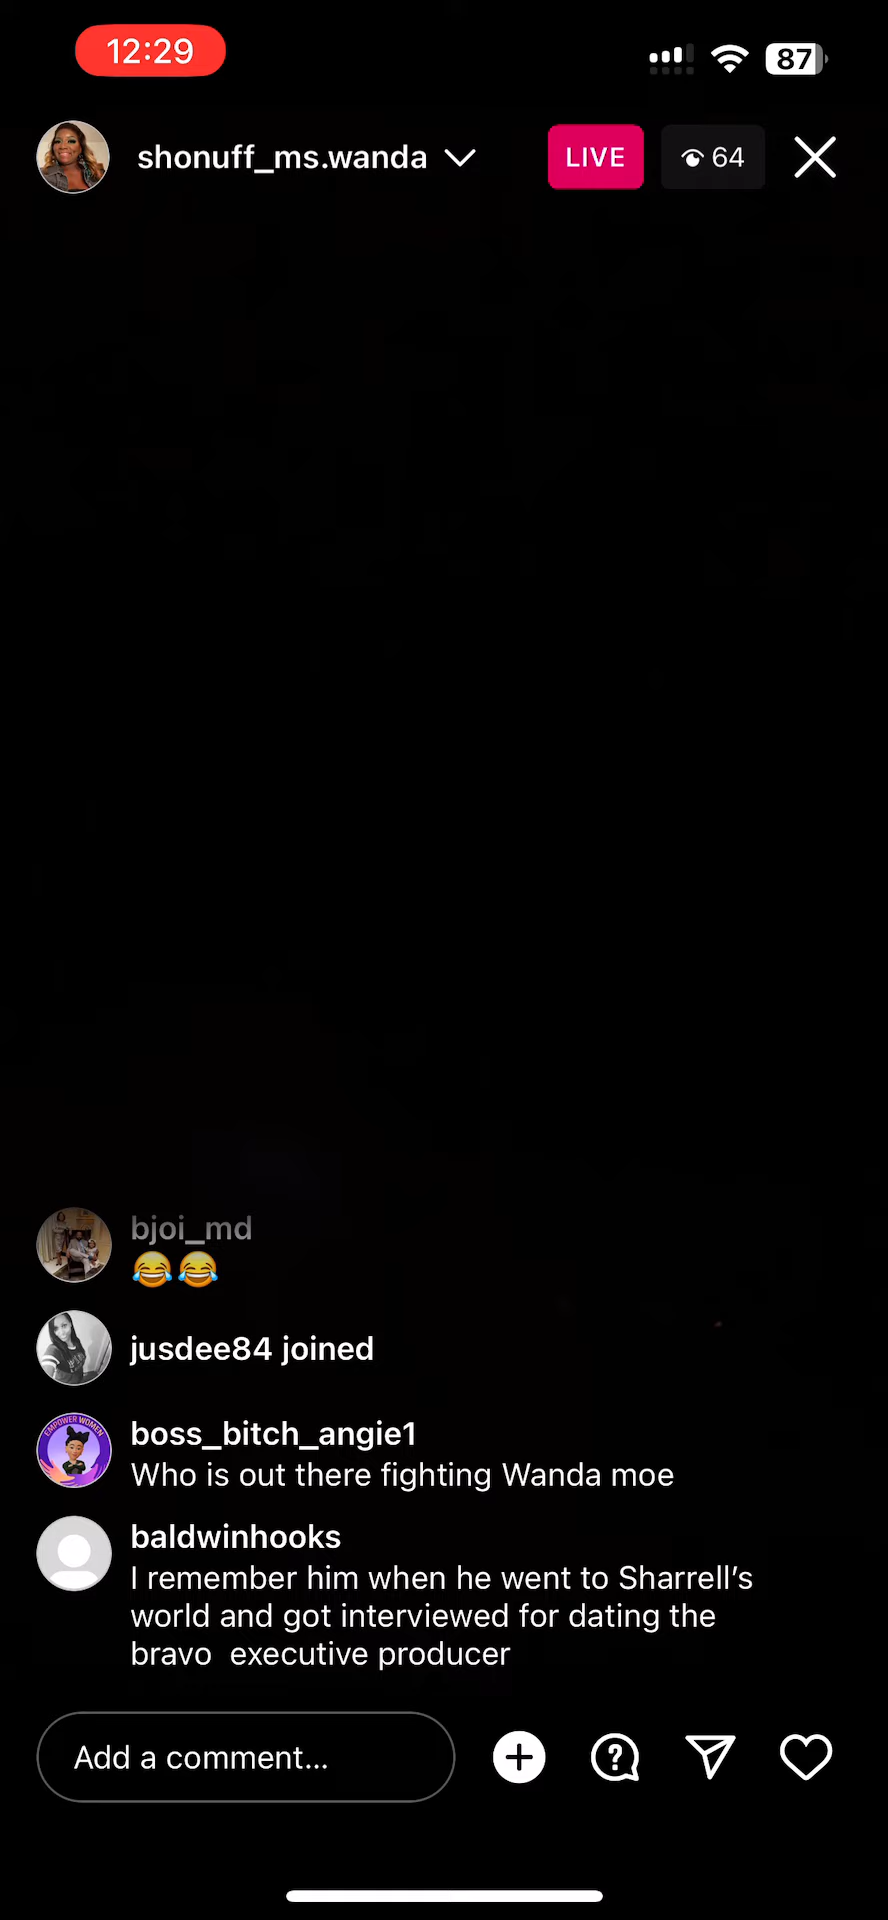 12:29
87
shonuff_ms.wanda
LIVE
64
bjoi_md
😂😂
jusdee84 joined
EMPOWER WOMEN
boss_bitch_angie1
Who is out there fighting Wanda moe
baldwinhooks
I remember him when he went to Sharrell’s
world and got interviewed for dating the
bravo  executive producer
Add a comment...